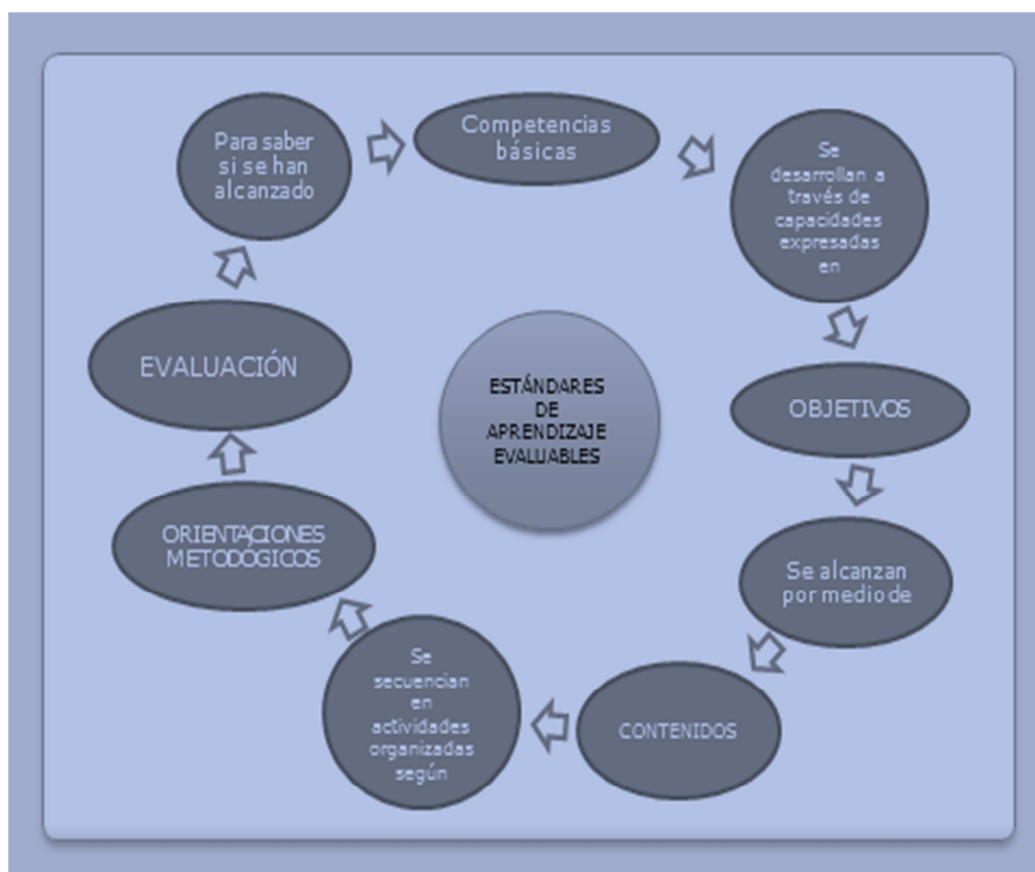 Competencias
básicas
Se
desarrollan a
través de
capacidades
expresadas
en
OBJETIVOS
Se alcanzan
por medio de
CONTENIDOS
Se
secuencian
en
actividades
organizadas
según
ORIENTACIONES
METODÓGICOS
EVALUACIÓN
Para saber
si se han
alcanzado
ESTÁNDARES
DE
APRENDIZAJE
EVALUABLES